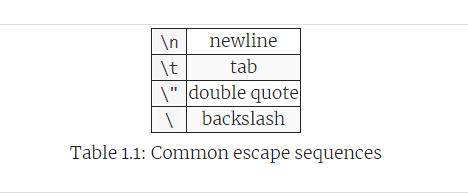 \n newline
\t tab
\" double quote
\ backslash
Table 1.1: Common escape sequences